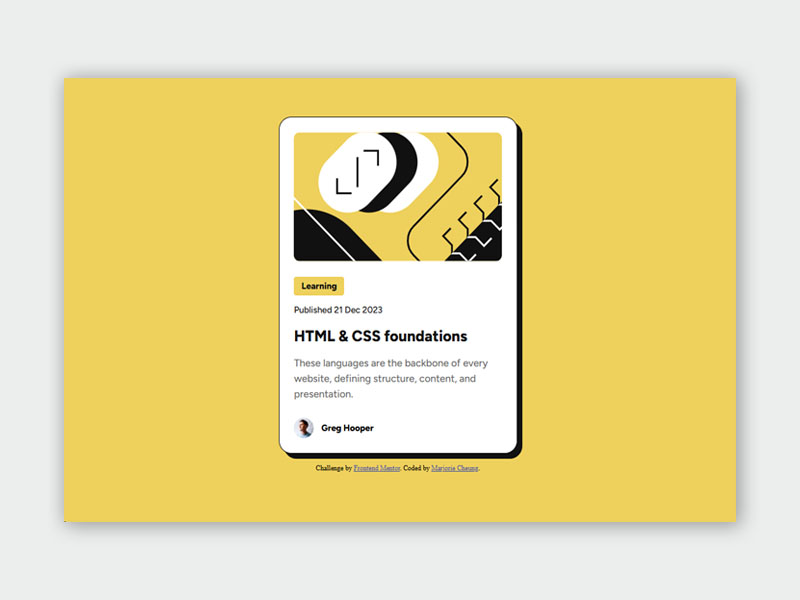 Learning
Published 21 Dec 2023
HTML & CSS foundations
These languages are the backbone of every
website, defining structure, content, and
presentation.
Greg Hooper
Challenge by Frontend Mentor. Coded by Marjorie Cheung.